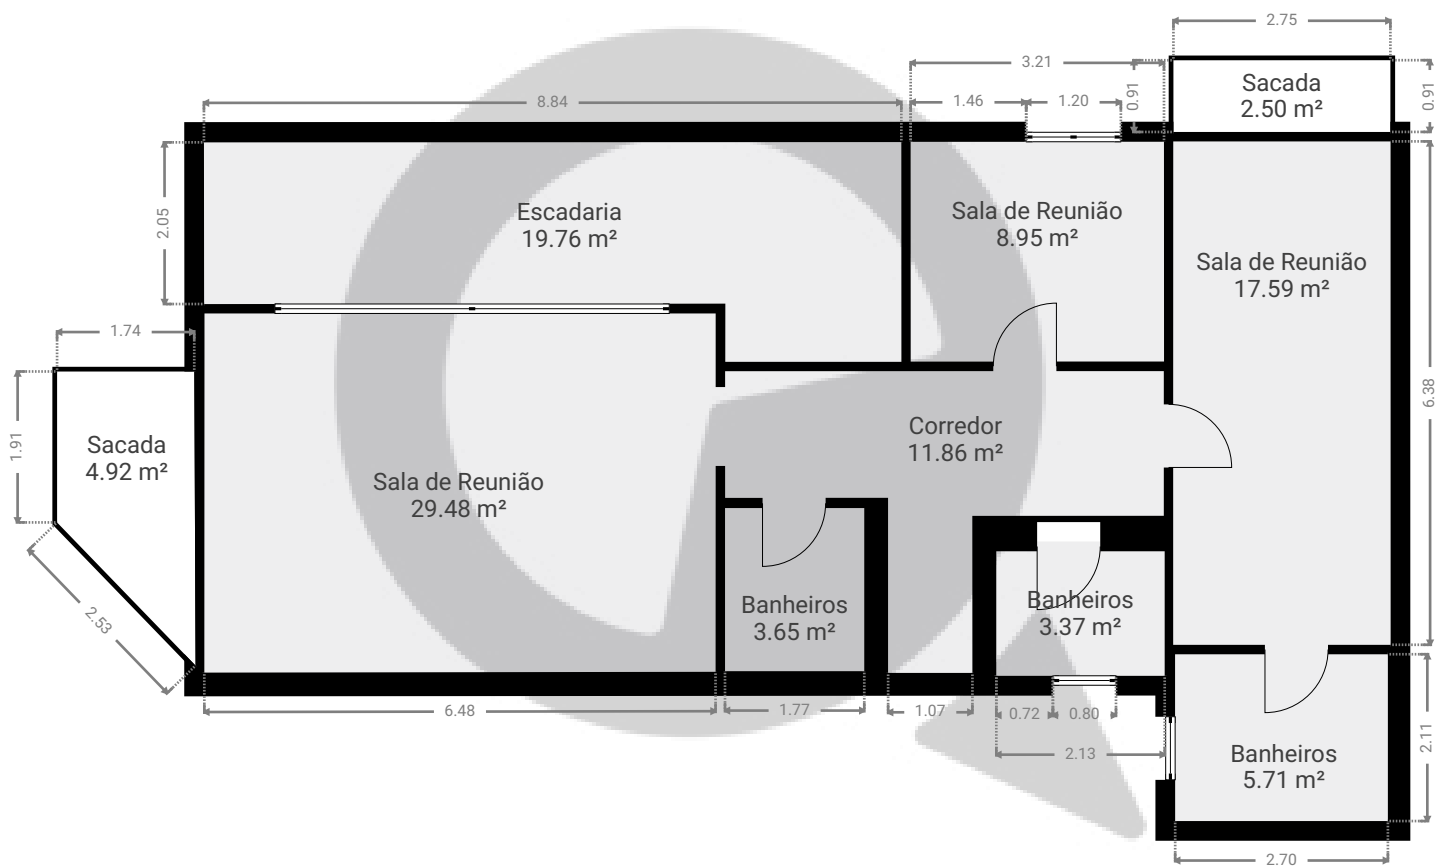 2.75
3.21
0.91
Sacada
2.50 m²
0.91
8.84
1.46
1.20
2.05
Escadaria
19.76 m²
Sala de Reunião
8.95 m²
Sala de Reunião
17.59 m²
1.74
6.38
1.91
Sacada
4.92 m²
Corredor
11.86 m²
Sala de Reunião
29.48 m²
2.53
Banheiros
3.65 m²
Banheiros
3.37 m²
6.48
1.77
1.07
0.72
0.80
2.13
Banheiros
5.71 m²
2.11
2.70